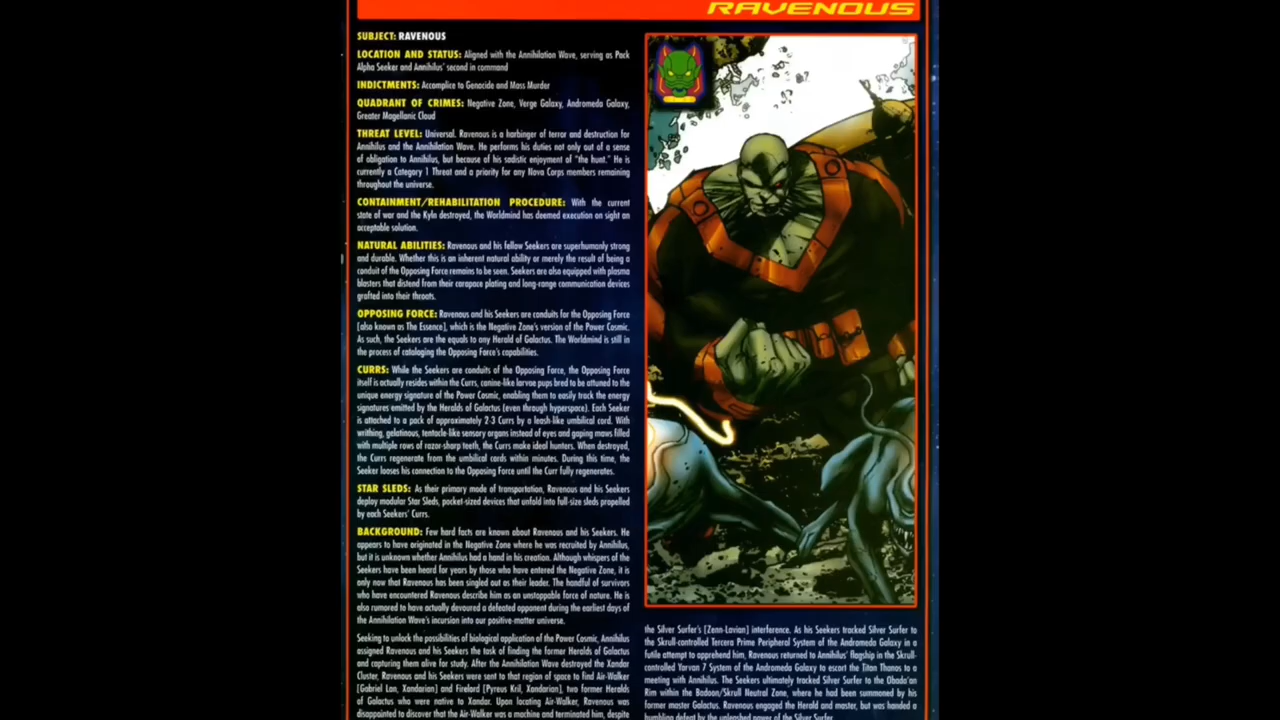 RAVENOUS
SUBJECT: RAVENOUS
LOCATION AND STATUS: Aligned with the Annihilation Wave, serving as Pack
Alpha Seeker and Annihilus' second in command
INDICTMENTS: Accomplice to Genocide and Mass Murder
QUADRANT OF CRIMES: Negative Zone, Verge Galaxy, Andromeda Galaxy,
Greater Magellanic Cloud
THREAT LEVEL: Universal. Ravenous is a harbinger of terror and destruction for
Annihilus and the Annihilation Wave. He performs his duties not only out of a sense
of obligation to Annihilus, but because of his sadistic enjoyment of "the hunt." He is
currently a Category 1 Threat and a priority for any Nova Corps members remaining
throughout the universe.
CONTAINMENT/REHABILITATION PROCEDURE: With the current
state of war and the Kyln destroyed, the Worldmind has deemed execution on sight an
acceptable solution.
NATURAL ABILITIES: Ravenous and his fellow Seekers are superhumanly strong
and durable. Whether this is an inherent natural ability or merely the result of being a
conduit of the Opposing Force remains to be seen. Seekers are also equipped with plasma
blasters that distend from their carapace plating and long-range communication devices
grafted into their throats.
OPPOSING FORCE: Ravenous and his Seekers are conduits for the Opposing Force
[also known as The Essence], which is the Negative Zone's version of the Power Cosmic.
As such, the Seekers are the equals to any Herald of Galactus. The Worldmind is still in
the process of cataloging the Opposing Force's capabilities.
CURRS: While the Seekers are conduits of the Opposing Force, the Opposing Force
itself is actually resides within the Currs, canine-like larvae pups bred to be attuned to the
unique energy signature of the Power Cosmic, enabling them to easily track the energy
signatures emitted by the Heralds of Galactus (even through hyperspace). Each Seeker
is attached to a pack of approximately 2-3 Currs by a leash-like umbilical cord. With
writhing, gelatinous, tentacle-like sensory organs instead of eyes and gaping maws filled
with multiple rows of razor-sharp teeth, the Currs make ideal hunters. When destroyed,
the Currs regenerate from the umbilical cords within minutes. During this time, the
Seeker looses his connection to the Opposing Force until the Curr fully regenerates.
STAR SLEDS: As their primary mode of transportation, Ravenous and his Seekers
deploy modular Star Sleds, pocket-sized devices that unfold into full-size sleds propelled
by each Seekers' Currs.
BACKGROUND: Few hard facts are known about Ravenous and his Seekers. He
appears to have originated in the Negative Zone where he was recruited by Annihilus,
but it is unknown whether Annihilus had a hand in his creation. Although whispers of the
Seekers have been heard for years by those who have entered the Negative Zone, it is
only now that Ravenous has been singled out as their leader. The handful of survivors
who have encountered Ravenous describe him as an unstoppable force of nature. He is
also rumored to have actually devoured a defeated opponent during the earliest days of
the Annihilation Wave's incursion into our positive-matter universe.
Seeking to unlock the possibilities of biological application of the Power Cosmic, Annihilus
assigned Ravenous and his Seekers the task of finding the former Heralds of Galactus
and capturing them alive for study. After the Annihilation Wave destroyed the Xandar
Cluster, Ravenous and his Seekers were sent to that region of space to find Air-Walker
[Gabriel Lan, Xandarian] and Firelord [Pyreus Kril, Xandarian], two former Heralds
of Galactus who were native to Xandar. Upon locating Air-Walker, Ravenous was
disappointed to discover that the Air-Walker was a machine and terminated him, despite
the Silver Surfer's [Zenn-Lavian] interference. As his Seekers tracked Silver Surfer to
the Skrull-controlled Tercera Prime Peripheral System of the Andromeda Galaxy in a
futile attempt to apprehend him, Ravenous returned to Annihilus' flagship in the Skrull-
controlled Yarvan 7 System of the Andromeda Galaxy to escort the Titan Thanos to a
meeting with Annihilus. The Seekers ultimately tracked Silver Surfer to the Obada'an
Rim within the Badoon/Skrull Neutral Zone, where he had been summoned by his
former master Galactus. Ravenous engaged the Herald and master, but was handed a
humbling defeat by the unleashed power of the Silver Surfer.